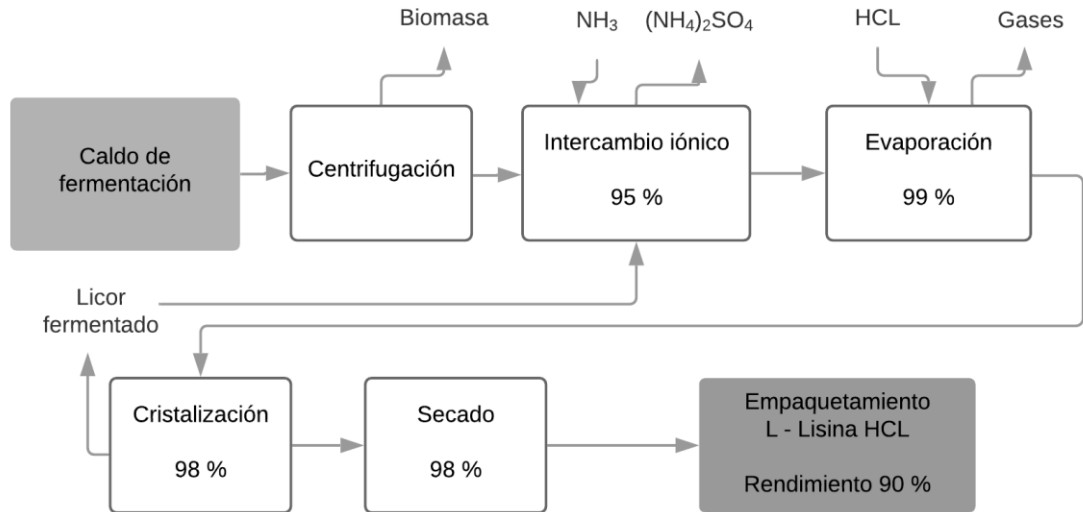 Biomasa
NH₃
(NH₄)₂SO₄
HCL
Gases
Caldo de
fermentación
Centrifugación
Intercambio iónico
95 %
Evaporación
99 %
Licor
fermentado
Cristalización
98 %
Secado
98 %
Empaquetamiento
L - Lisina HCL
Rendimiento 90 %